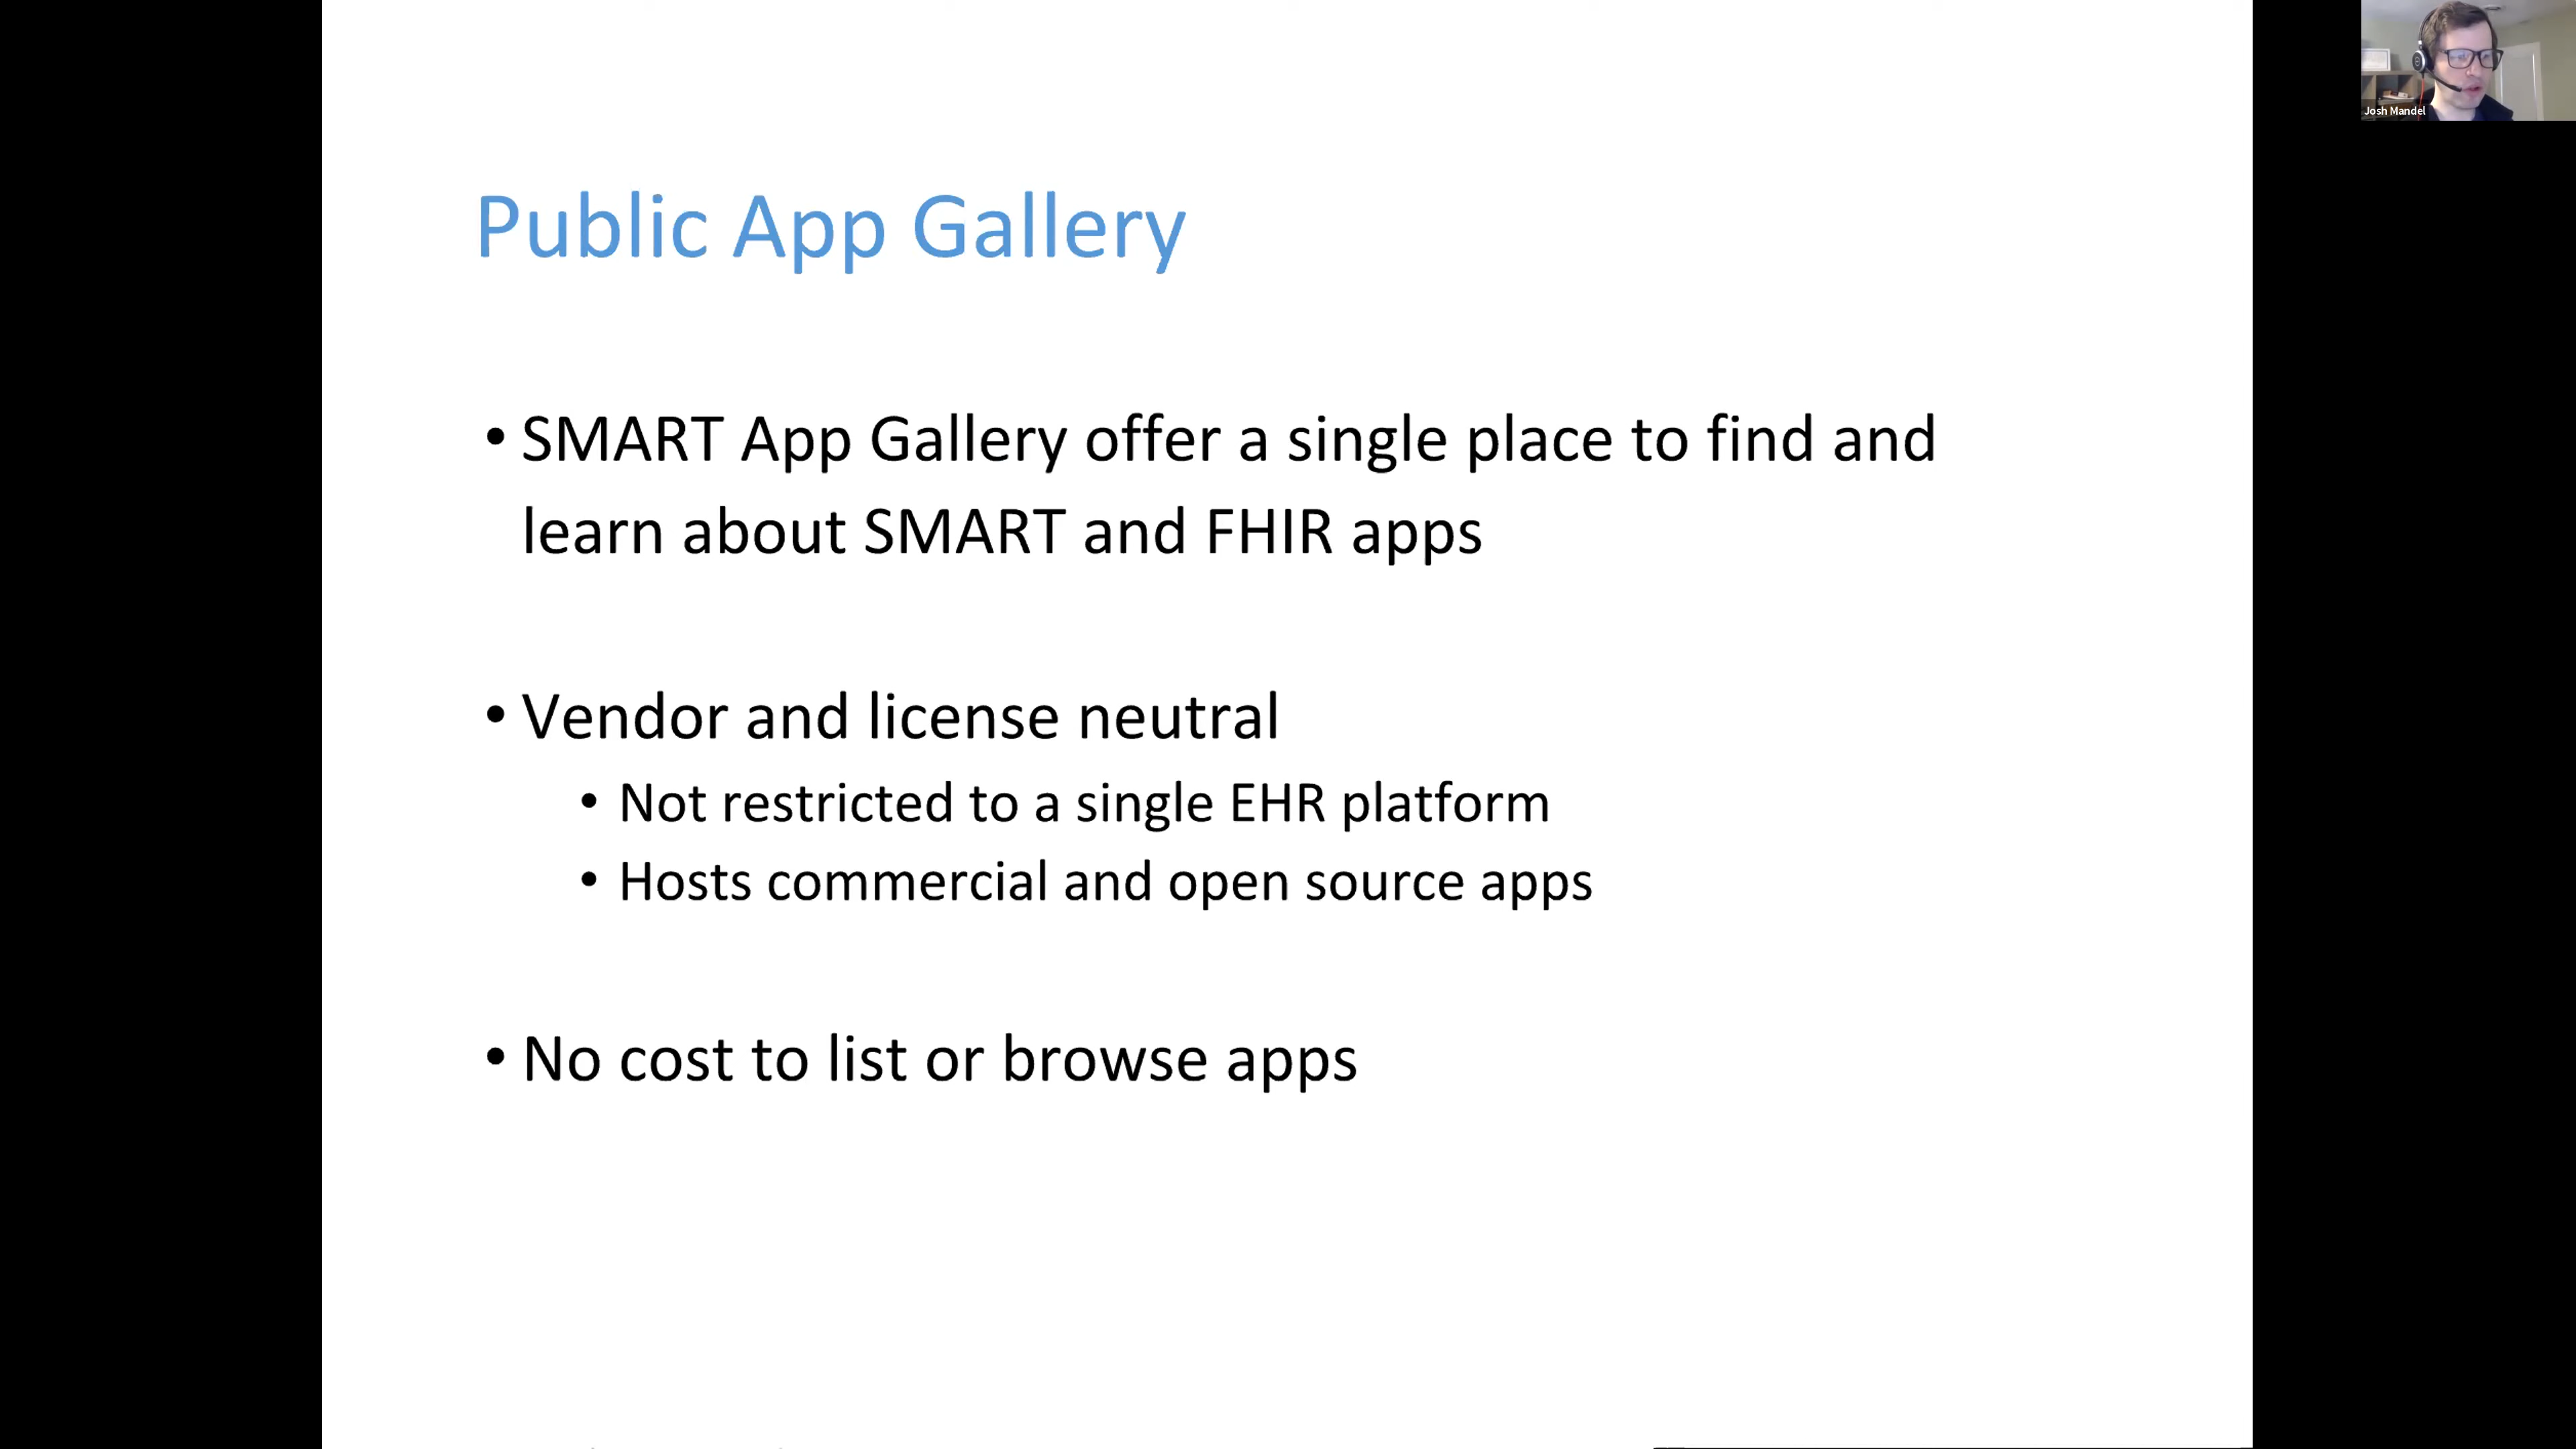 Public App Gallery
• SMART App Gallery offer a single place to find and
learn about SMART and FHIR apps
• Vendor and license neutral
• Not restricted to a single EHR platform
• Hosts commercial and open source apps
• No cost to list or browse apps
Josh Mandel